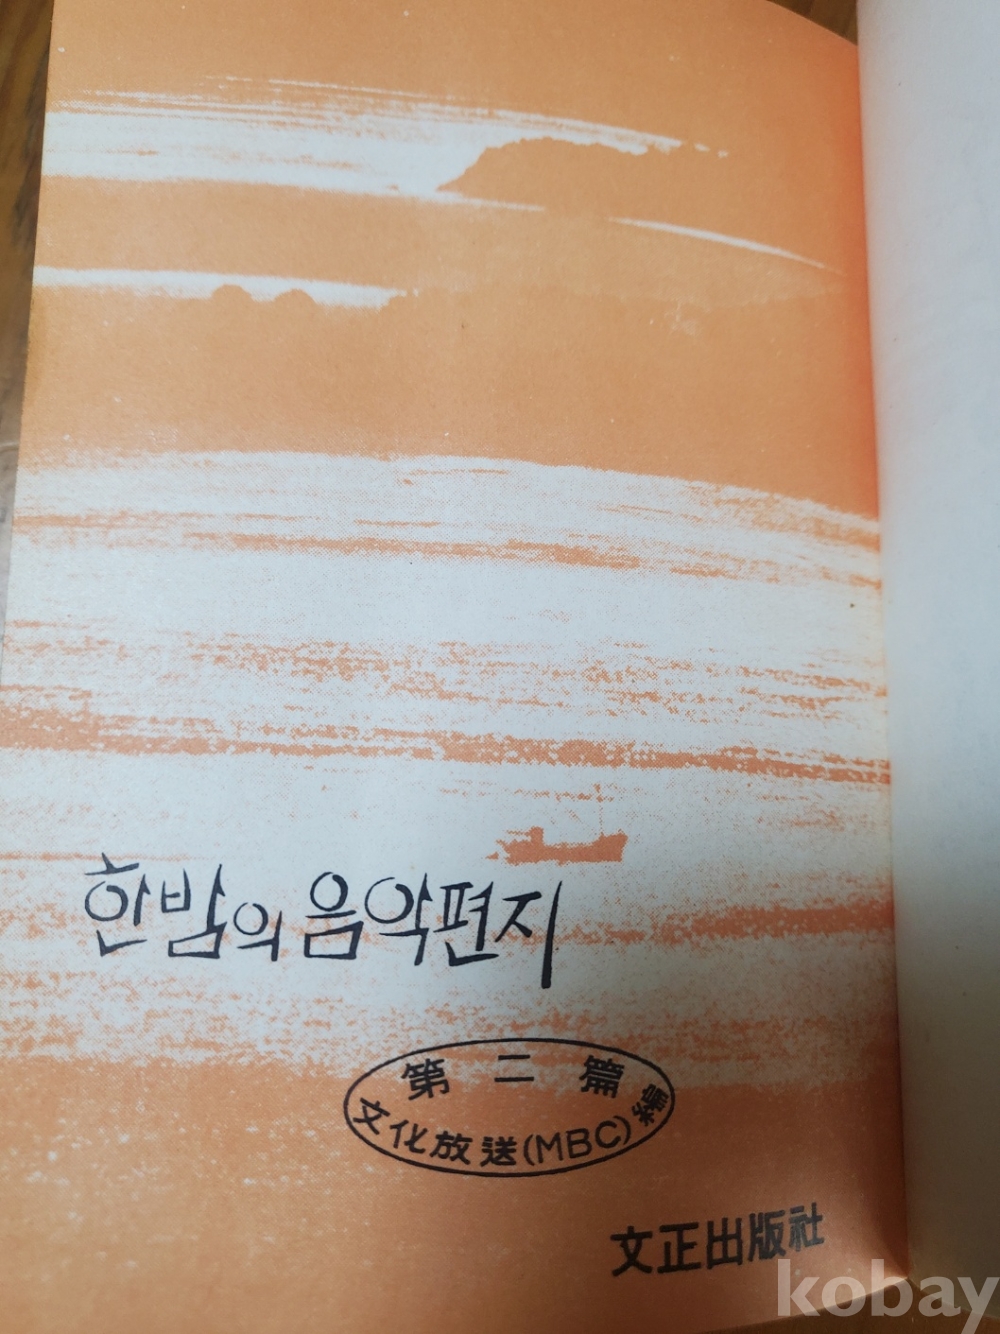 한밤의 음악편지
第二篇
文化放送(MBC)編
文正出版社
kobay